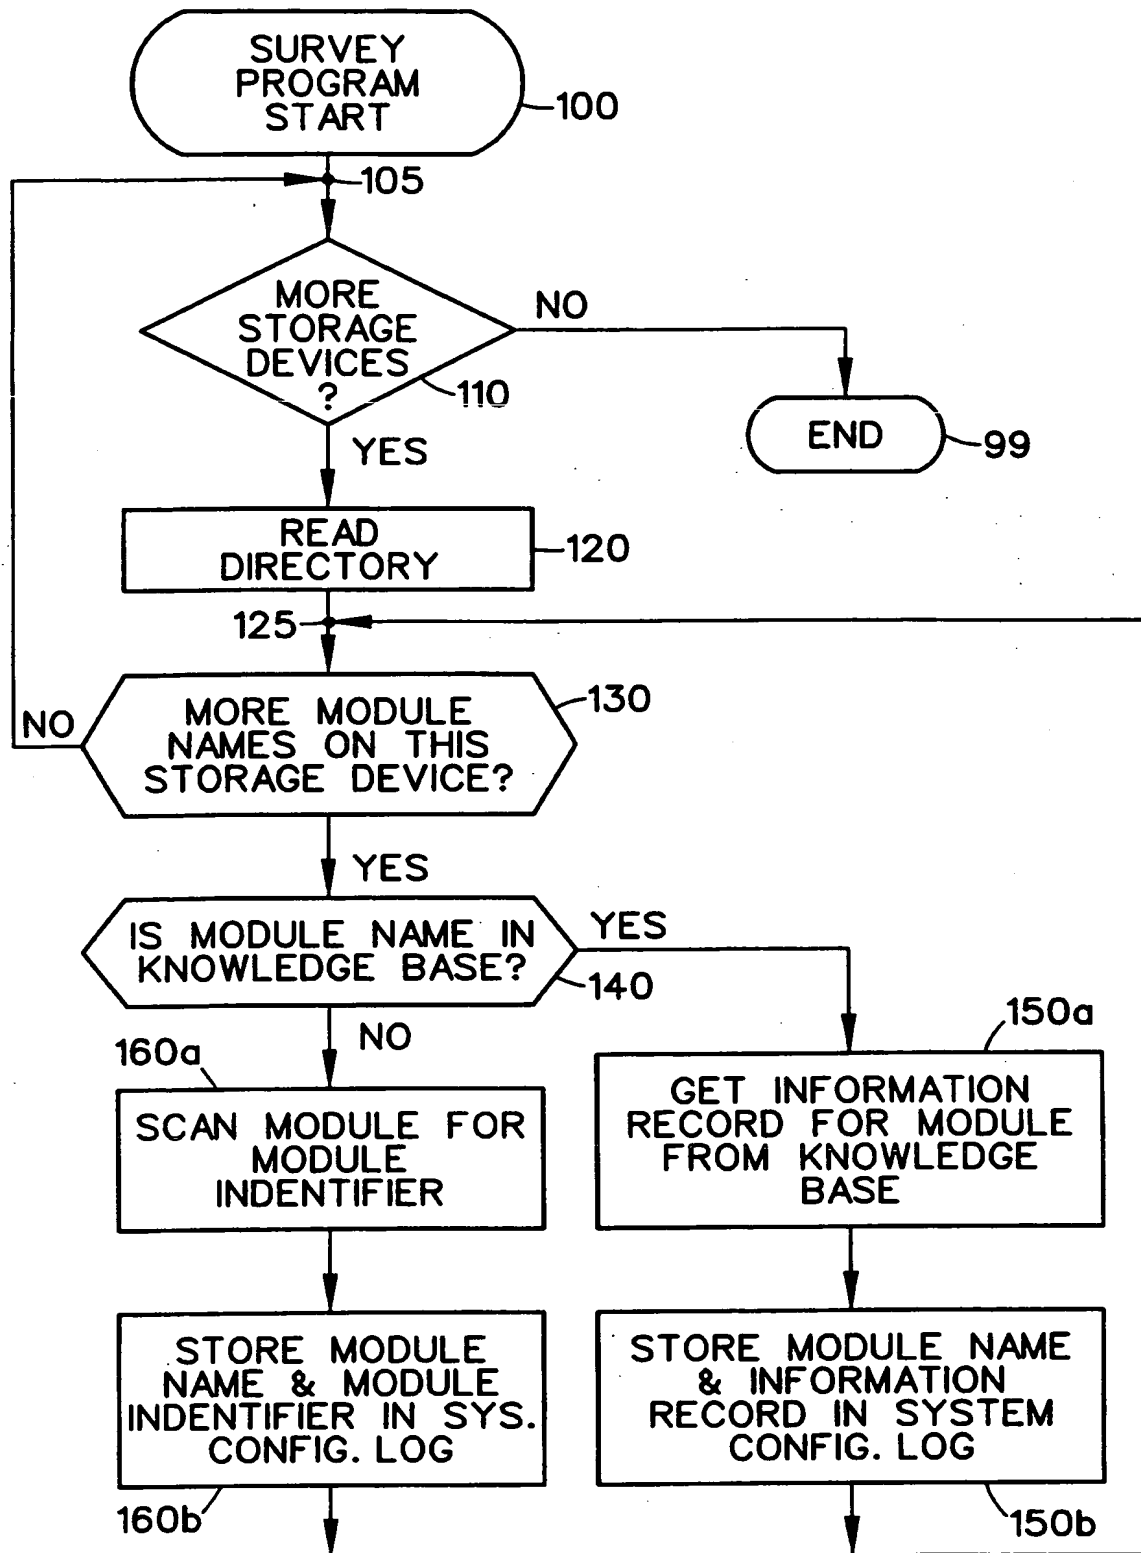 SURVEY
PROGRAM
START
100
105
MORE
STORAGE
DEVICES
?
110
NO
END
99
YES
READ
DIRECTORY
120
125
MORE MODULE
NAMES ON THIS
STORAGE DEVICE?
130
NO
YES
IS MODULE NAME IN
KNOWLEDGE BASE?
140
YES
NO
160a
SCAN MODULE FOR
MODULE
INDENTIFIER
150a
GET INFORMATION
RECORD FOR MODULE
FROM KNOWLEDGE
BASE
STORE MODULE
NAME & MODULE
INDENTIFIER IN SYS.
CONFIG. LOG
160b
STORE MODULE NAME
& INFORMATION
RECORD IN SYSTEM
CONFIG. LOG
150b